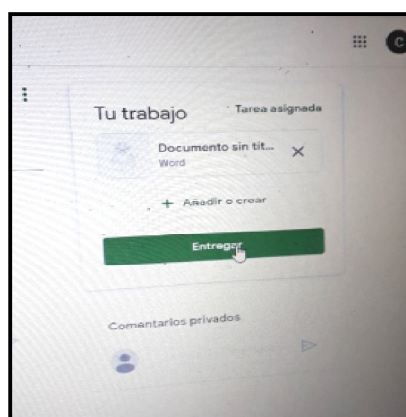 C
Tu trabajo
Tarea asignada
Documento sin tít...
Word
+ Añadir o crear
Entregar
Comentarios privados